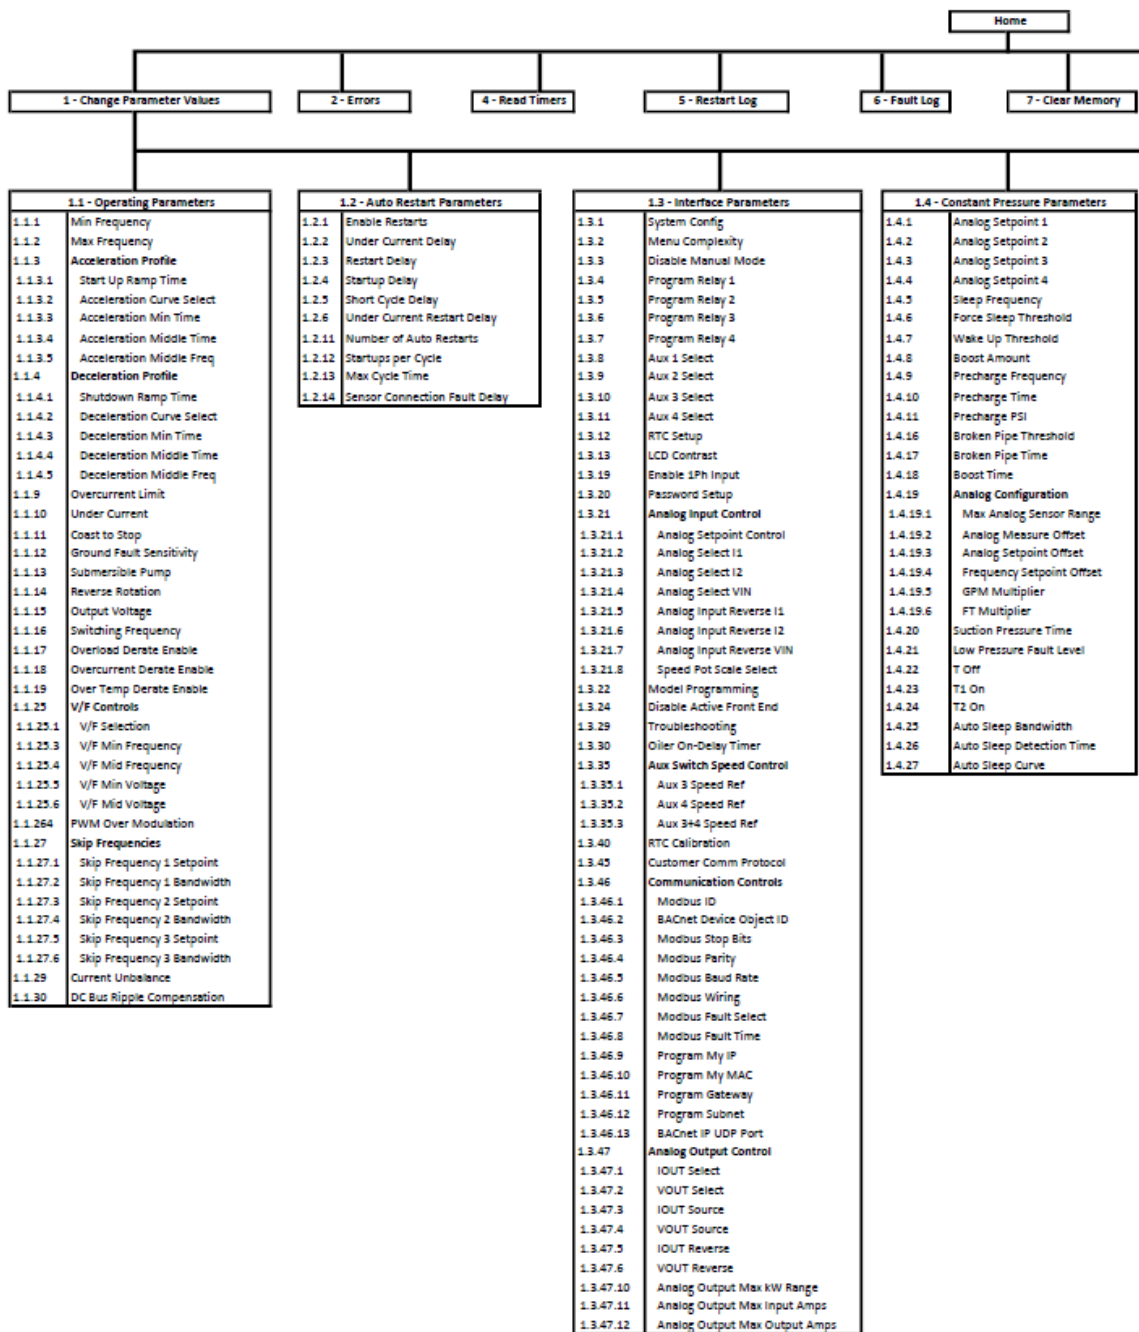 Home
1 - Change Parameter Values
2 - Errors
4 - Read Timers
5 - Restart Log
6 - Fault Log
7 - Clear Memory
1.1 - Operating Parameters
1.1.1 Min Frequency
1.1.2 Max Frequency
1.1.3 Acceleration Profile
1.1.3.1 Start Up Ramp Time
1.1.3.2 Acceleration Curve Select
1.1.3.3 Acceleration Min Time
1.1.3.4 Acceleration Middle Time
1.1.3.5 Acceleration Middle Freq
1.1.4 Deceleration Profile
1.1.4.1 Shutdown Ramp Time
1.1.4.2 Deceleration Curve Select
1.1.4.3 Deceleration Min Time
1.1.4.4 Deceleration Middle Time
1.1.4.5 Deceleration Middle Freq
1.1.9 Overcurrent Limit
1.1.10 Under Current
1.1.11 Coast to Stop
1.1.12 Ground Fault Sensitivity
1.1.13 Submersible Pump
1.1.14 Reverse Rotation
1.1.15 Output Voltage
1.1.16 Switching Frequency
1.1.17 Overload Derate Enable
1.1.18 Overcurrent Derate Enable
1.1.19 Over Temp Derate Enable
1.1.25 V/F Controls
1.1.25.1 V/F Selection
1.1.25.3 V/F Min Frequency
1.1.25.4 V/F Mid Frequency
1.1.25.5 V/F Min Voltage
1.1.25.6 V/F Mid Voltage
1.1.264 PWM Over Modulation
1.1.27 Skip Frequencies
1.1.27.1 Skip Frequency 1 Setpoint
1.1.27.2 Skip Frequency 1 Bandwidth
1.1.27.3 Skip Frequency 2 Setpoint
1.1.27.4 Skip Frequency 2 Bandwidth
1.1.27.5 Skip Frequency 3 Setpoint
1.1.27.6 Skip Frequency 3 Bandwidth
1.1.29 Current Unbalance
1.1.30 DC Bus Ripple Compensation
1.2 - Auto Restart Parameters
1.2.1 Enable Restarts
1.2.2 Under Current Delay
1.2.3 Restart Delay
1.2.4 Startup Delay
1.2.5 Short Cycle Delay
1.2.6 Under Current Restart Delay
1.2.11 Number of Auto Restarts
1.2.12 Startups per Cycle
1.2.13 Max Cycle Time
1.2.14 Sensor Connection Fault Delay
1.3 - Interface Parameters
1.3.1 System Config
1.3.2 Menu Complexity
1.3.3 Disable Manual Mode
1.3.4 Program Relay 1
1.3.5 Program Relay 2
1.3.6 Program Relay 3
1.3.7 Program Relay 4
1.3.8 Aux 1 Select
1.3.9 Aux 2 Select
1.3.10 Aux 3 Select
1.3.11 Aux 4 Select
1.3.12 RTC Setup
1.3.13 LCD Contrast
1.3.19 Enable 1Ph Input
1.3.20 Password Setup
1.3.21 Analog Input Control
1.3.21.1 Analog Setpoint Control
1.3.21.2 Analog Select I1
1.3.21.3 Analog Select I2
1.3.21.4 Analog Select VIN
1.3.21.5 Analog Input Reverse I1
1.3.21.6 Analog Input Reverse I2
1.3.21.7 Analog Input Reverse VIN
1.3.21.8 Speed Pot Scale Select
1.3.22 Model Programming
1.3.24 Disable Active Front End
1.3.29 Troubleshooting
1.3.30 Oiler On-Delay Timer
1.3.35 Aux Switch Speed Control
1.3.35.1 Aux 3 Speed Ref
1.3.35.2 Aux 4 Speed Ref
1.3.35.3 Aux 3+4 Speed Ref
1.3.40 RTC Calibration
1.3.45 Customer Comm Protocol
1.3.46 Communication Controls
1.3.46.1 Modbus ID
1.3.46.2 BACnet Device Object ID
1.3.46.3 Modbus Stop Bits
1.3.46.4 Modbus Parity
1.3.46.5 Modbus Baud Rate
1.3.46.6 Modbus Wiring
1.3.46.7 Modbus Fault Select
1.3.46.8 Modbus Fault Time
1.3.46.9 Program My IP
1.3.46.10 Program My MAC
1.3.46.11 Program Gateway
1.3.46.12 Program Subnet
1.3.46.13 BACnet IP UDP Port
1.3.47 Analog Output Control
1.3.47.1 IOUT Select
1.3.47.2 VOUT Select
1.3.47.3 IOUT Source
1.3.47.4 VOUT Source
1.3.47.5 IOUT Reverse
1.3.47.6 VOUT Reverse
1.3.47.10 Analog Output Max kW Range
1.3.47.11 Analog Output Max Input Amps
1.3.47.12 Analog Output Max Output Amps
1.4 - Constant Pressure Parameters
1.4.1 Analog Setpoint 1
1.4.2 Analog Setpoint 2
1.4.3 Analog Setpoint 3
1.4.4 Analog Setpoint 4
1.4.5 Sleep Frequency
1.4.6 Force Sleep Threshold
1.4.7 Wake Up Threshold
1.4.8 Boost Amount
1.4.9 Precharge Frequency
1.4.10 Precharge Time
1.4.11 Precharge PSI
1.4.16 Broken Pipe Threshold
1.4.17 Broken Pipe Time
1.4.18 Boost Time
1.4.19 Analog Configuration
1.4.19.1 Max Analog Sensor Range
1.4.19.2 Analog Measure Offset
1.4.19.3 Analog Setpoint Offset
1.4.19.4 Frequency Setpoint Offset
1.4.19.5 GPM Multiplier
1.4.19.6 FT Multiplier
1.4.20 Suction Pressure Time
1.4.21 Low Pressure Fault Level
1.4.22 T Off
1.4.23 T1 On
1.4.24 T2 On
1.4.25 Auto Sleep Bandwidth
1.4.26 Auto Sleep Detection Time
1.4.27 Auto Sleep Curve